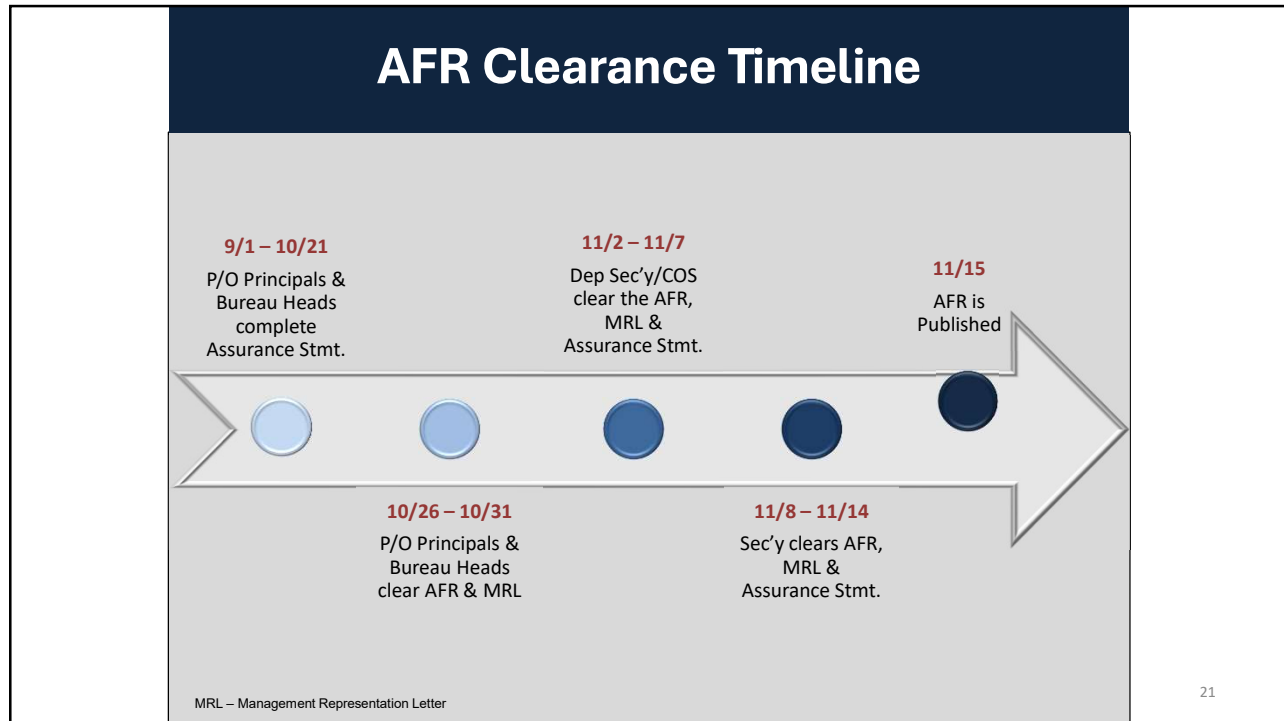 AFR Clearance Timeline
9/1 – 10/21
P/O Principals &
Bureau Heads
complete
Assurance Stmt.
10/26 – 10/31
P/O Principals &
Bureau Heads
clear AFR & MRL
11/2 – 11/7
Dep Sec’y/COS
clear the AFR,
MRL &
Assurance Stmt.
11/8 – 11/14
Sec’y clears AFR,
MRL &
Assurance Stmt.
11/15
AFR is
Published
MRL – Management Representation Letter
21